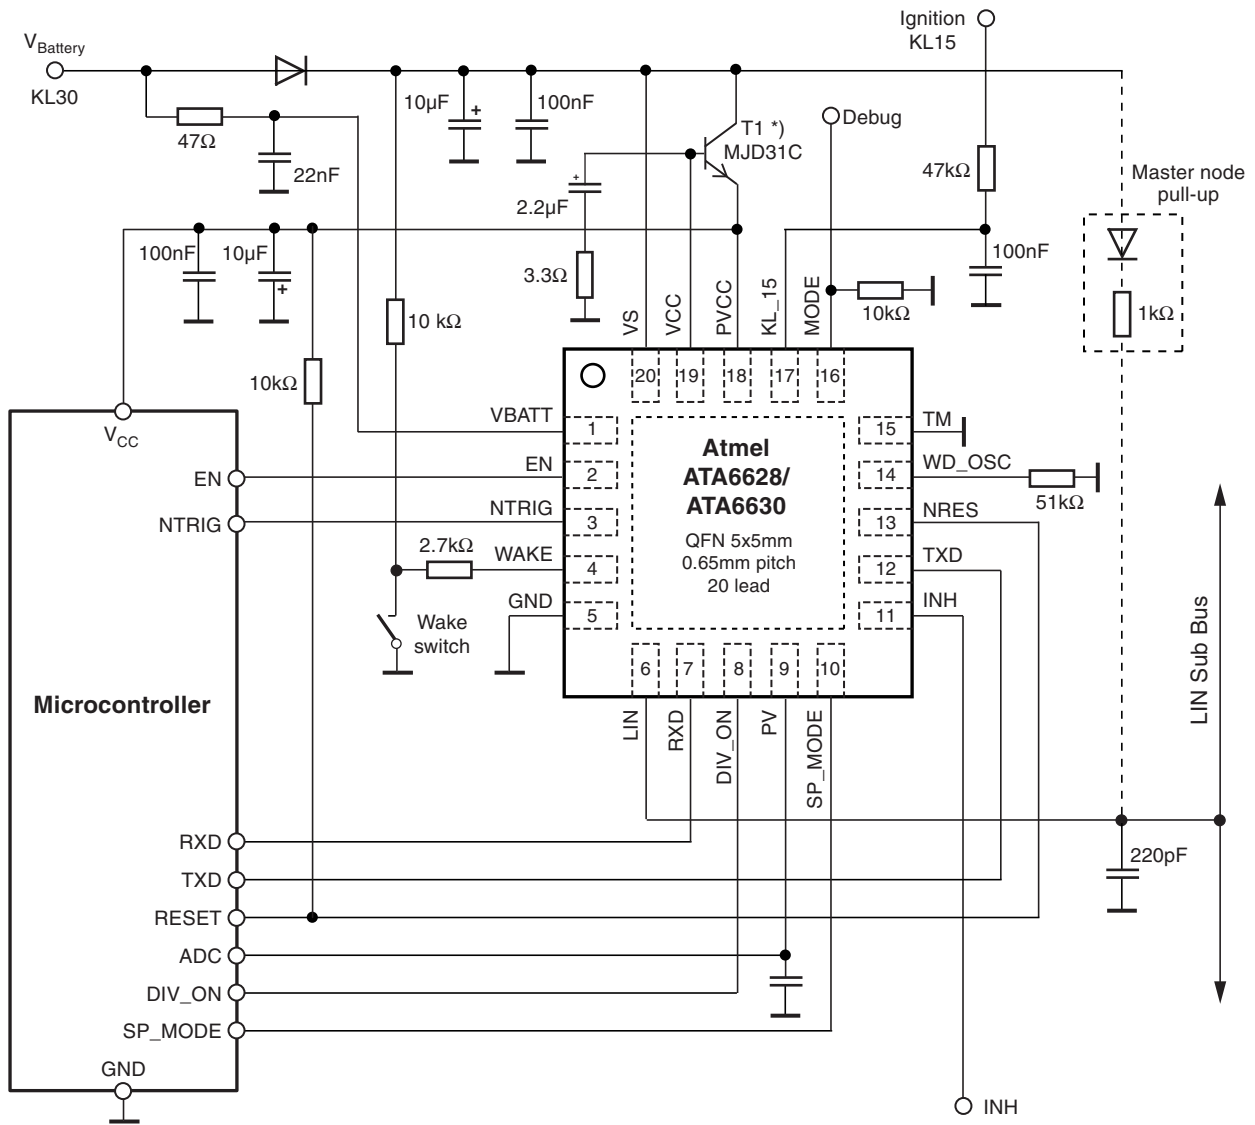 Ignition
KL15
V_Battery
KL30
47Ω
22nF
10µF
+
100nF
T1 *)
MJD31C
Debug
47kΩ
Master node
pull-up
+
2.2µF
3.3Ω
100nF
10µF
+
10 kΩ
10kΩ
100nF
10kΩ
1kΩ
VS
VCC
PVCC
KL_15
MODE
20
19
18
17
16
V_CC
VBATT
1
EN
EN
2
NTRIG
NTRIG
3
2.7kΩ
WAKE
4
GND
5
Wake
switch
Atmel
ATA6628/
ATA6630
QFN 5x5mm
0.65mm pitch
20 lead
15
TM
14
WD_OSC
51kΩ
13
NRES
12
TXD
11
INH
LIN Sub Bus
6
7
8
9
10
LIN
RXD
DIV_ON
PV
SP_MODE
Microcontroller
RXD
TXD
RESET
ADC
DIV_ON
SP_MODE
GND
220pF
INH